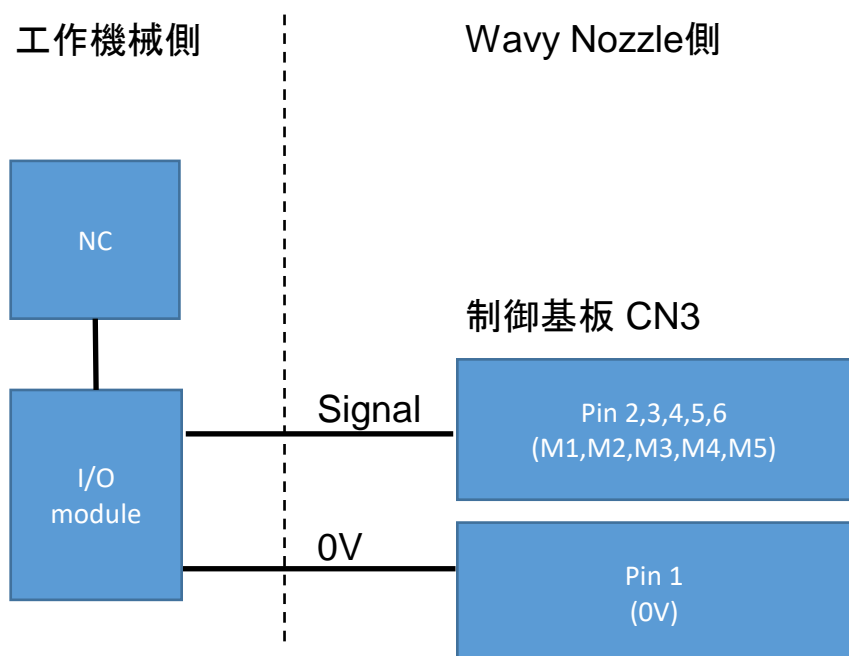 工作機械側
Wavy Nozzle側
NC
制御基板 CN3
Signal
Pin 2,3,4,5,6
(M1,M2,M3,M4,M5)
I/O
module
0V
Pin 1
(0V)